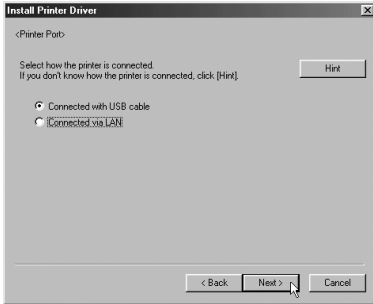 Install Printer Driver
<Printer Port>
Select how the printer is connected.
If you don't know how the printer is connected, click [Hint].
Hint
Connected with USB cable
Connected via LAN
< Back
Next >
Cancel